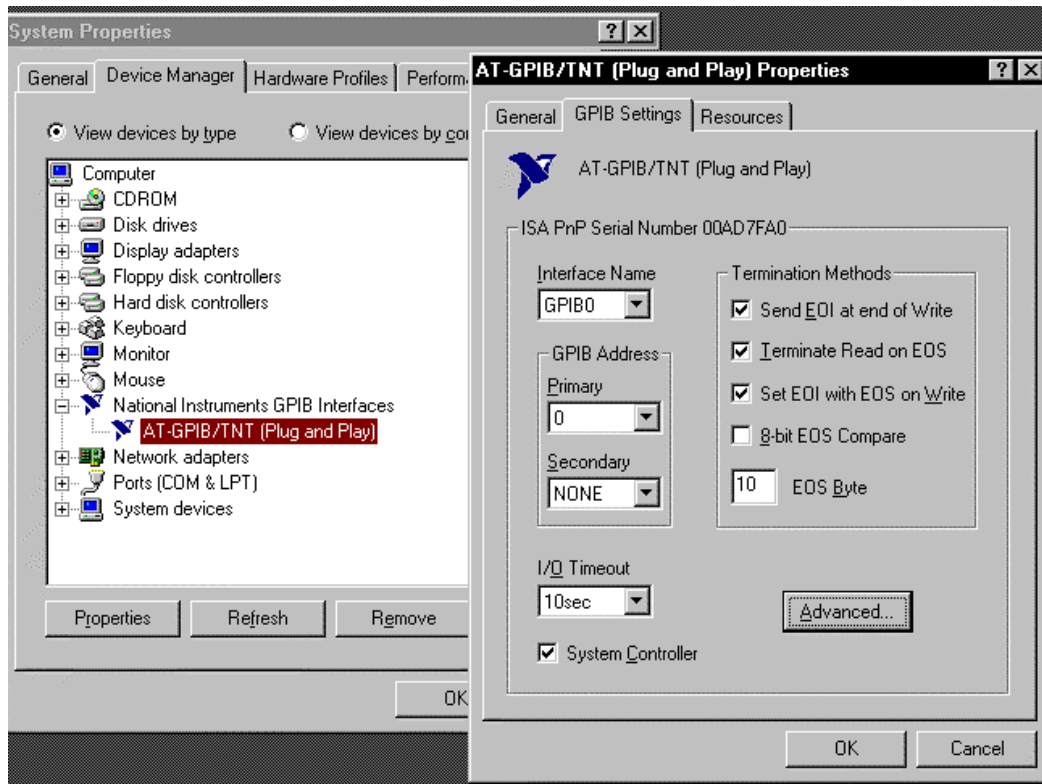 System Properties
General Device Manager Hardware Profiles Perform
View devices by type View devices by co
Computer
CDROM
Disk drives
Display adapters
Floppy disk controllers
Hard disk controllers
Keyboard
Monitor
Mouse
National Instruments GPIB Interfaces
AT-GPIB/TNT (Plug and Play)
Network adapters
Ports (COM & LPT)
System devices
Properties Refresh Remove
OK
AT-GPIB/TNT (Plug and Play) Properties
General GPIB Settings Resources
AT-GPIB/TNT (Plug and Play)
ISA PnP Serial Number 00AD7FA0
Interface Name
GPIB0
GPIB Address
Primary
0
Secondary
NONE
Termination Methods
Send EOI at end of Write
Terminate Read on EOS
Set EOI with EOS on Write
8-bit EOS Compare
10 EOS Byte
I/O Timeout
10sec
Advanced...
System Controller
OK Cancel